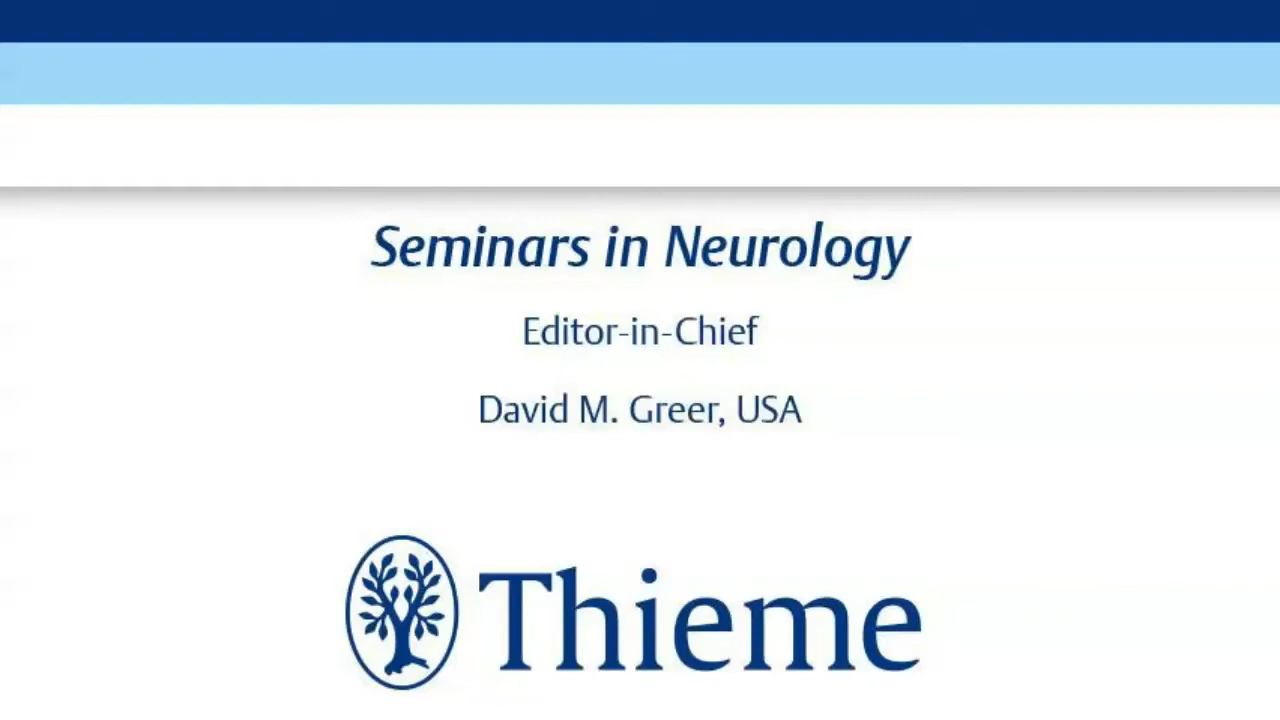 Seminars in Neurology
Editor-in-Chief
David M. Greer, USA
Thieme